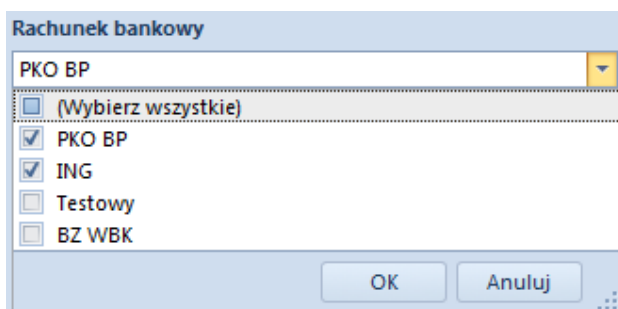 Rachunek bankowy
PKO BP
(Wybierz wszystkie)
PKO BP
ING
Testowy
BZ WBK
OK Anuluj